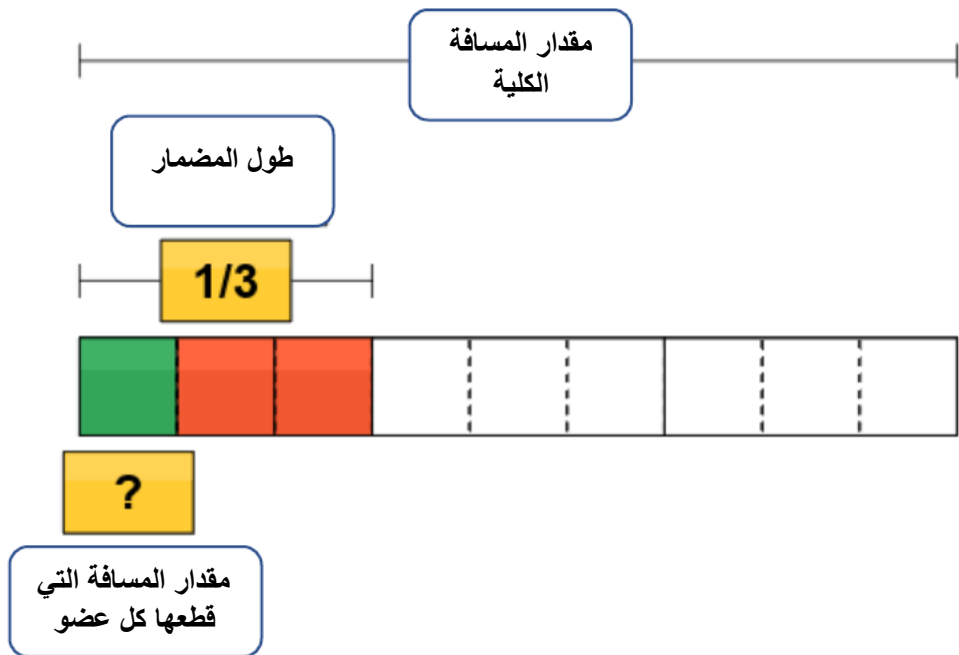 مقدار المسافة
الكلية
طول المضمار
1/3
?
مقدار المسافة التي
قطعها كل عضو